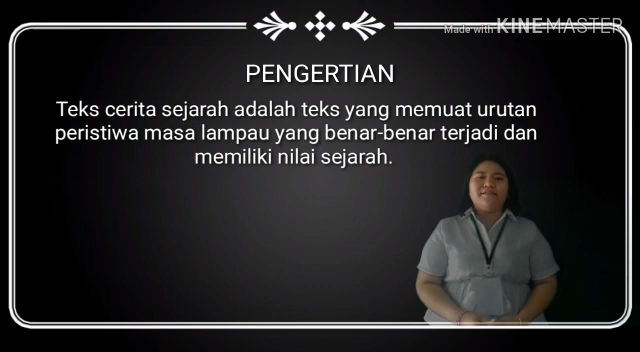 Made with KINEMASTER
PENGERTIAN
Teks cerita sejarah adalah teks yang memuat urutan
peristiwa masa lampau yang benar-benar terjadi dan
memiliki nilai sejarah.